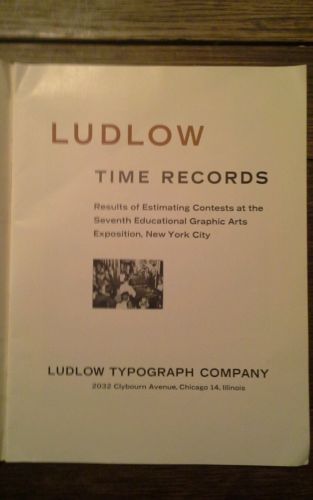 LUDLOW
TIME RECORDS
Results of Estimating Contests at the
Seventh Educational Graphic Arts
Exposition, New York City
LUDLOW TYPOGRAPH COMPANY
2032 Clybourn Avenue, Chicago 14, Illinois